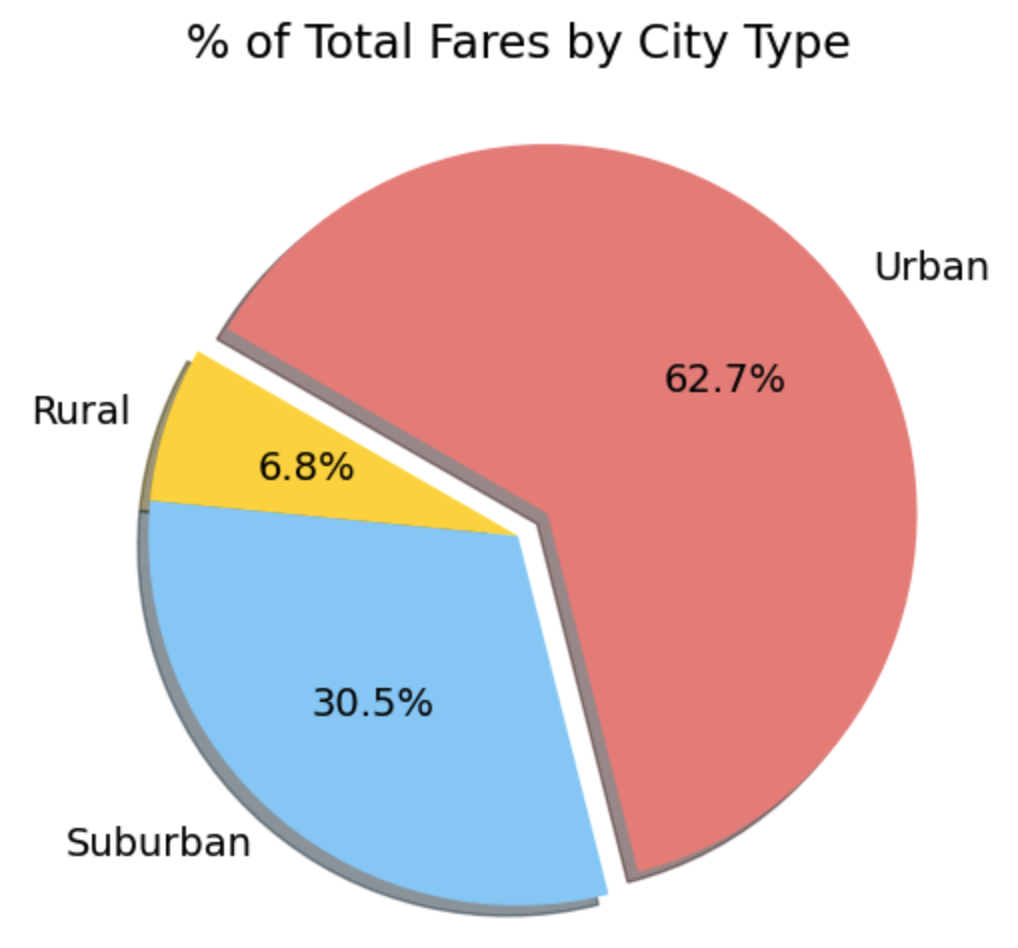 % of Total Fares by City Type
Urban
62.7%
Rural
6.8%
30.5%
Suburban